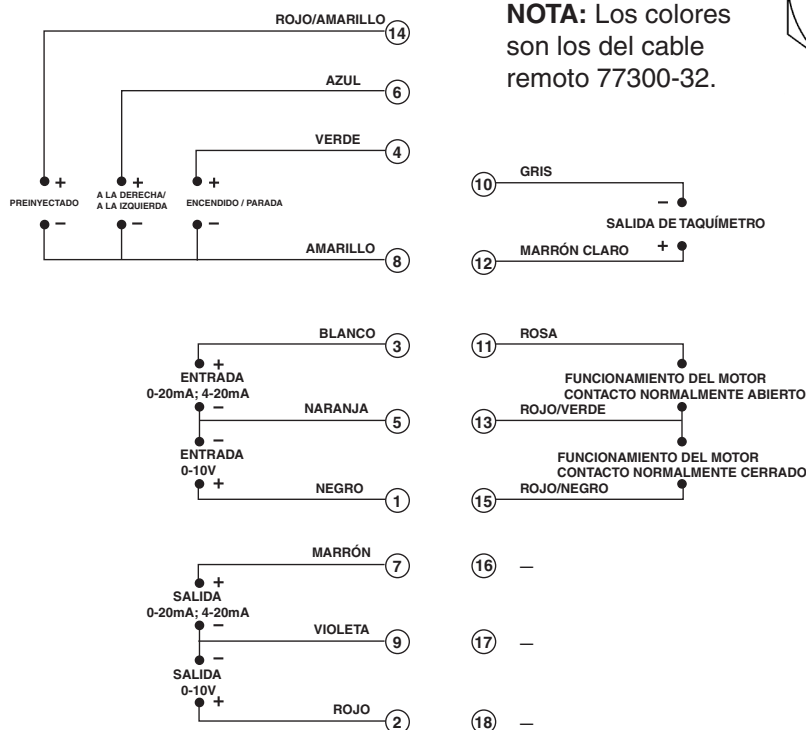 ROJO/AMARILLO
14
NOTA: Los colores
son los del cable
remoto 77300-32.
AZUL
6
VERDE
4
+
+
+
PREINYECTADO
A LA DERECHA/
A LA IZQUIERDA
ENCENDIDO / PARADA
–
–
–
AMARILLO
8
10
GRIS
–
SALIDA DE TAQUÍMETRO
+
12
MARRÓN CLARO
BLANCO
3
+
ENTRADA
0-20mA; 4-20mA
–
NARANJA
5
–
ENTRADA
0-10V
+
NEGRO
1
11
ROSA
FUNCIONAMIENTO DEL MOTOR
CONTACTO NORMALMENTE ABIERTO
13
ROJO/VERDE
FUNCIONAMIENTO DEL MOTOR
CONTACTO NORMALMENTE CERRADO
15
ROJO/NEGRO
MARRÓN
7
+
SALIDA
0-20mA; 4-20mA
–
VIOLETA
9
–
SALIDA
0-10V
+
ROJO
2
16 –
17 –
18 –